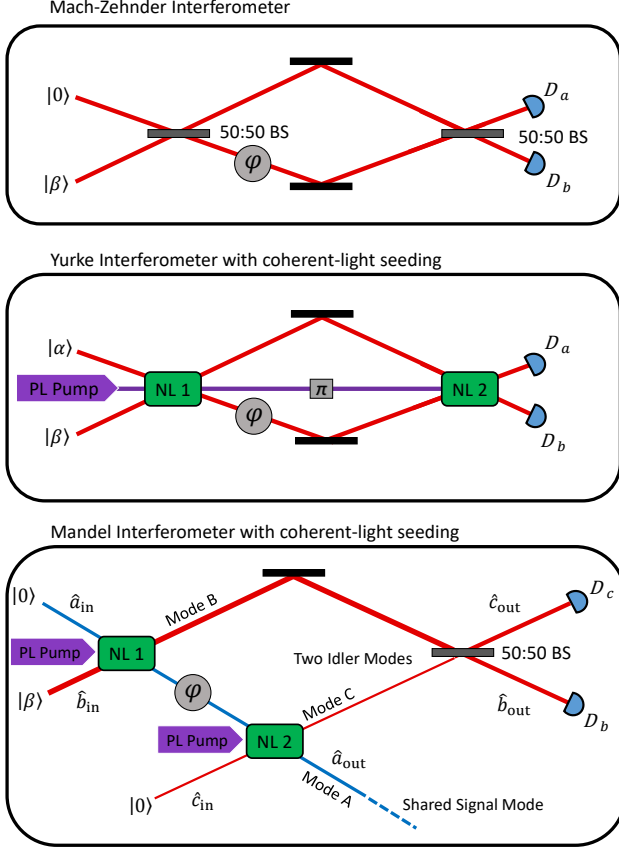 Mach-Zehnder Interferometer
|0⟩
50:50 BS
φ
|β⟩
D_a
50:50 BS
D_b
Yurke Interferometer with coherent-light seeding
|α⟩
PL Pump
NL 1
π
NL 2
φ
|β⟩
D_a
D_b
Mandel Interferometer with coherent-light seeding
|0⟩
â_in
Mode B
PL Pump
NL 1
|β⟩
b̂_in
φ
Two Idler Modes
ĉ_out
D_c
50:50 BS
Mode C
b̂_out
D_b
PL Pump
NL 2
|0⟩
ĉ_in
â_out
Mode A
Shared Signal Mode